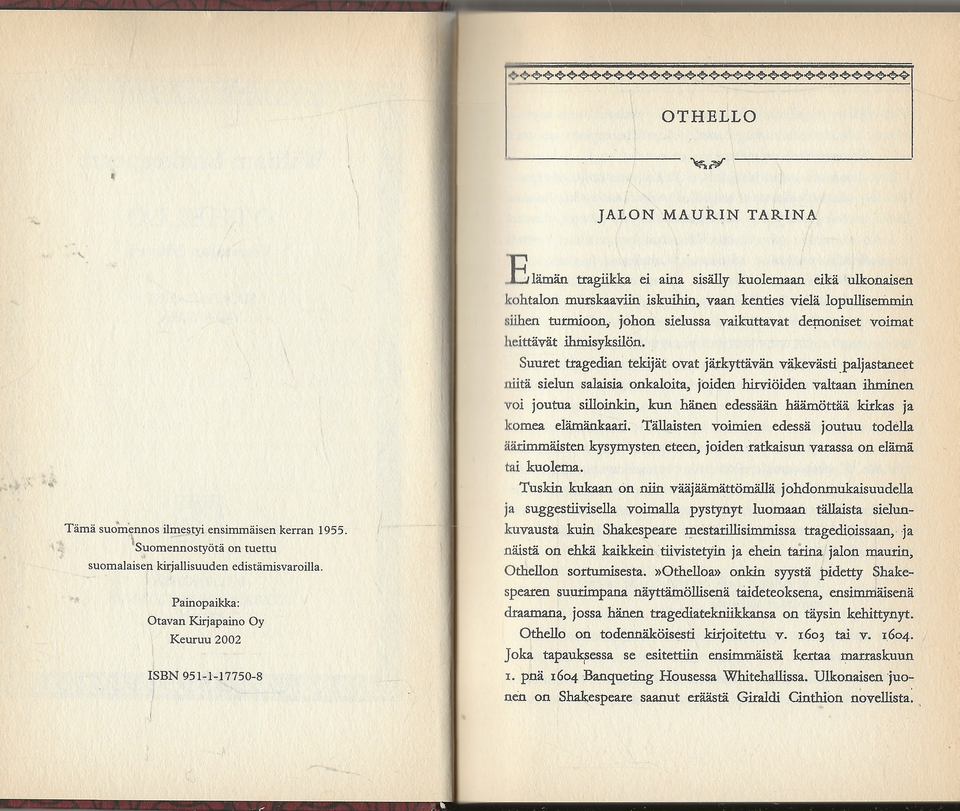 Tämä suomennos ilmestyi ensimmäisen kerran 1955.
Suomennostyötä on tuettu
suomalaisen kirjallisuuden edistämisvaroilla.
Painopaikka:
Otavan Kirjapaino Oy
Keuruu 2002
ISBN 951-1-17750-8
OTHELLO
JALON MAURIN TARINA
Elämän tragiikka ei aina sisälly kuolemaan eikä ulkonaisen
kohtalon murskaaviin iskuihin, vaan kenties vielä lopullisemmin
siihen turmioon, johon sielussa vaikuttavat demoniset voimat
heittävät ihmisyksilön.
Suuret tragedian tekijät ovat järkyttävän väkevästi paljastaneet
niitä sielun salaisia onkaloita, joiden hirviöiden valtaan ihminen
voi joutua silloinkin, kun hänen edessään häämöttää kirkas ja
komea elämänkaari. Tällaisten voimien edessä joutuu todella
äärimmäisten kysymysten eteen, joiden ratkaisun varassa on elämä
tai kuolema.
Tuskin kukaan on niin vääjäämättömällä johdonmukaisuudella
ja suggestiivisella voimalla pystynyt luomaan tällaista sielun-
kuvausta kuin Shakespeare mestarillisimmissa tragedioissaan, ja
näistä on ehkä kaikkein tiivistetyin ja ehein tarina jalon maurin,
Othellon sortumisesta. »Othelloa» onkin syystä pidetty Shake-
spearen suurimpana näyttämöllisenä taideteoksena, ensimmäisenä
draamana, jossa hänen tragediatekniikkansa on täysin kehittynyt.
Othello on todennäköisesti kirjoitettu v. 1603 tai v. 1604.
Joka tapauksessa se esitettiin ensimmäistä kertaa marraskuun
1. pnä 1604 Banqueting Housessa Whitehallissa. Ulkonaisen juo-
nen on Shakespeare saanut eräästä Giraldi Cinthion novellista.